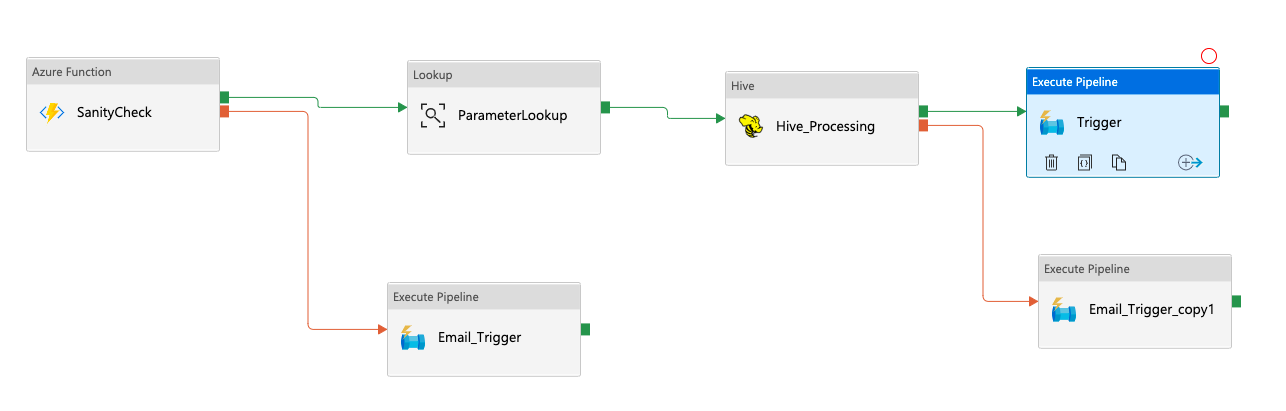 Azure Function
SanityCheck
Lookup
ParameterLookup
Hive
Hive_Processing
Execute Pipeline
Trigger
Execute Pipeline
Email_Trigger
Execute Pipeline
Email_Trigger_copy1